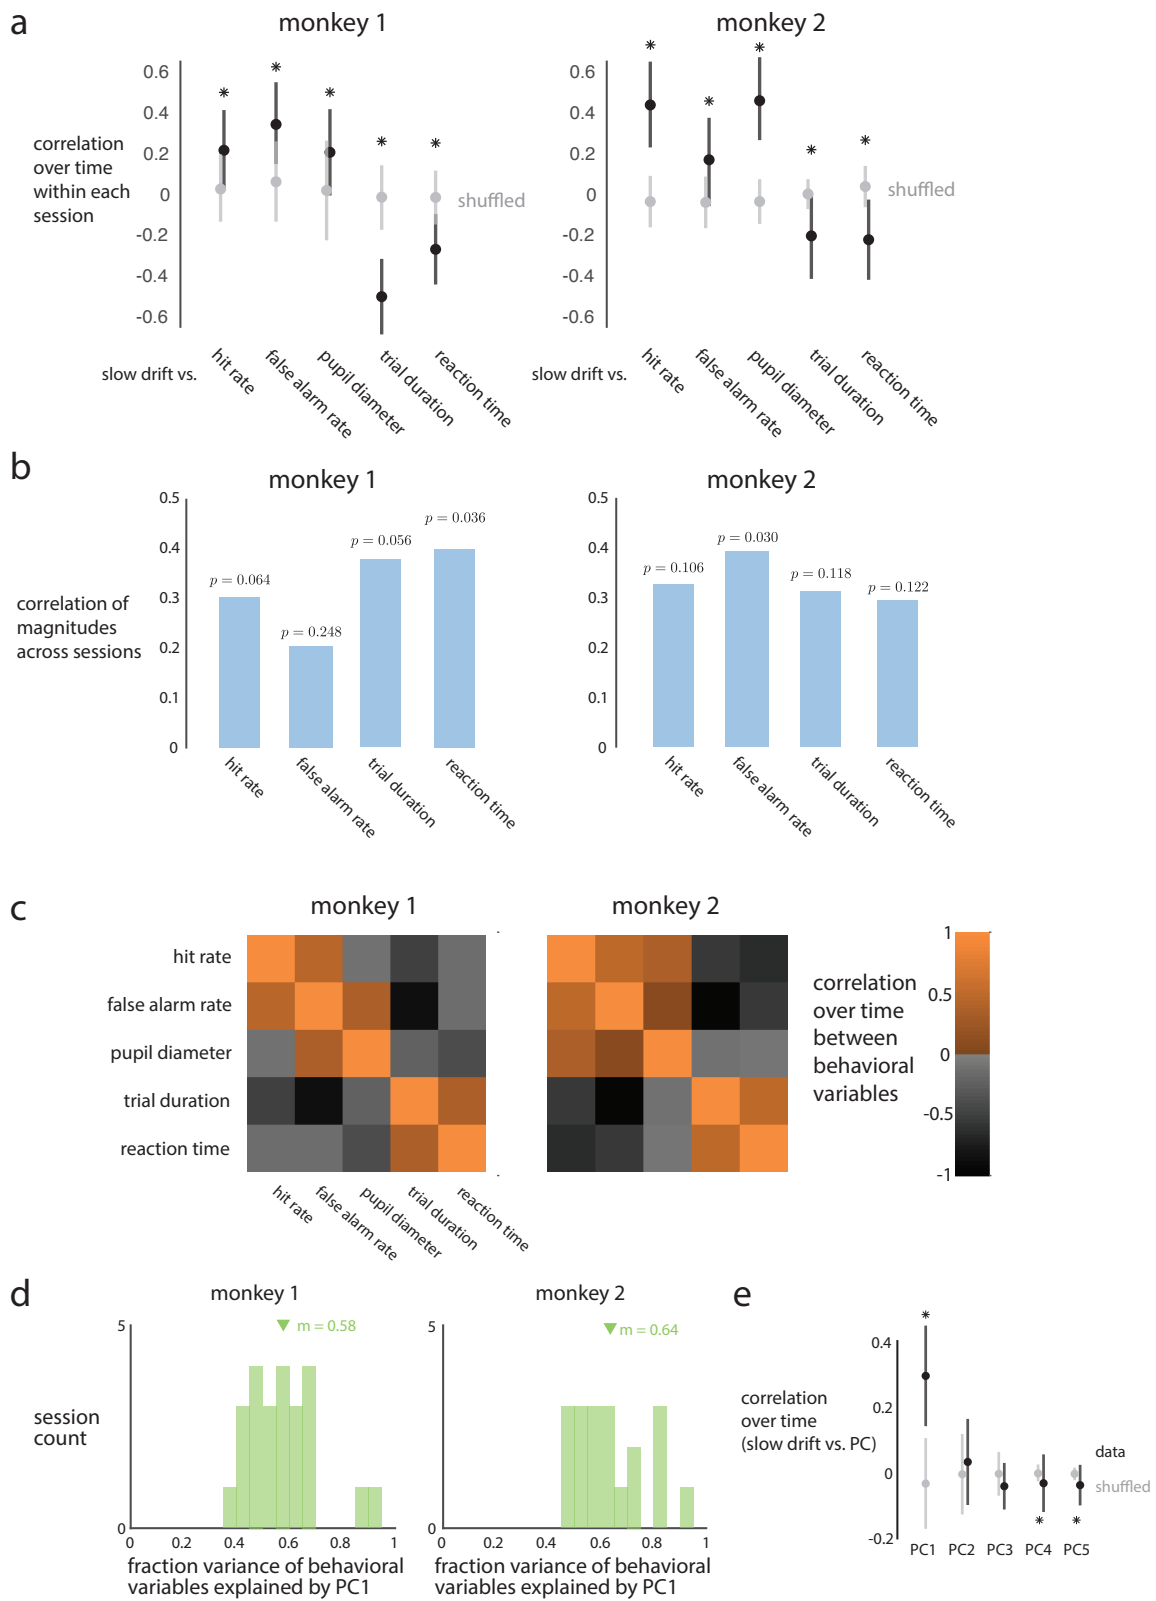 a
monkey 1
monkey 2
0.6
0.4
0.2
0
-0.2
-0.4
-0.6
correlation
over time
within each
session
*
*
*
*
*
shuffled
slow drift vs.
hit rate
false alarm rate
pupil diameter
trial duration
reaction time
0.6
0.4
0.2
0
-0.2
-0.4
-0.6
*
*
*
*
*
shuffled
slow drift vs.
hit rate
false alarm rate
pupil diameter
trial duration
reaction time
b
monkey 1
monkey 2
correlation of
magnitudes
across sessions
0.5
0.4
0.3
0.2
0.1
0
p = 0.064
p = 0.248
p = 0.056
p = 0.036
hit rate
false alarm rate
trial duration
reaction time
0.5
0.4
0.3
0.2
0.1
0
p = 0.106
p = 0.030
p = 0.118
p = 0.122
hit rate
false alarm rate
trial duration
reaction time
c
monkey 1
monkey 2
hit rate
false alarm rate
pupil diameter
trial duration
reaction time
hit rate
false alarm rate
pupil diameter
trial duration
reaction time
correlation
over time
between
behavioral
variables
1
0.5
0
-0.5
-1
d
monkey 1
monkey 2
session
count
5
0
m = 0.58
0
0.2
0.4
0.6
0.8
1
fraction variance of behavioral
variables explained by PC1
5
0
m = 0.64
0
0.2
0.4
0.6
0.8
1
fraction variance of behavioral
variables explained by PC1
e
correlation
over time
(slow drift vs. PC)
0.4
0.2
0
-0.2
*
*
*
data
shuffled
PC1
PC2
PC3
PC4
PC5